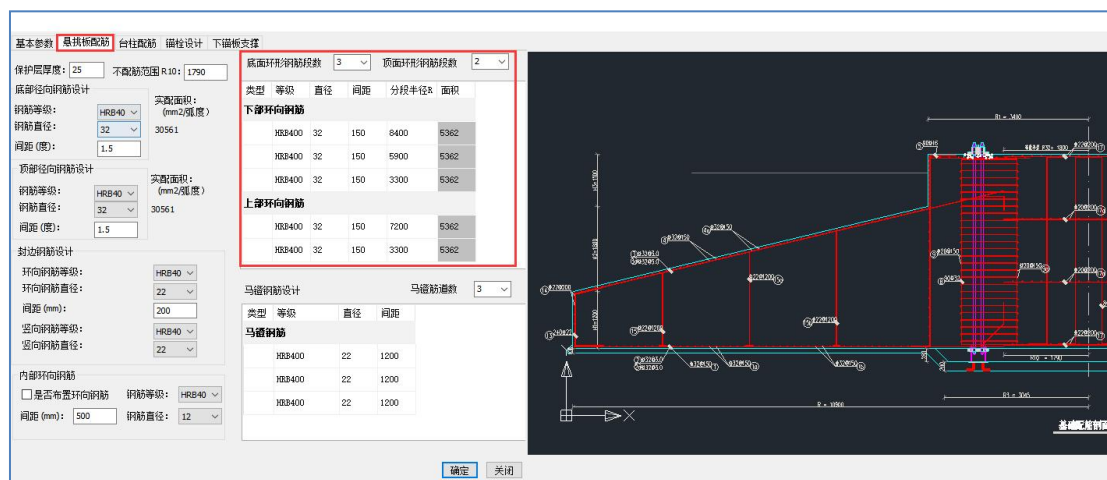 基本参数 悬挑板配筋 台柱配筋 锚栓设计 下锚板支撑
保护层厚度: 25 不配筋范围R10: 1790
底部径向钢筋设计
钢筋等级: HRB40
实配面积: (mm2/弧度)
钢筋直径: 32 30561
间距(度): 1.5
顶部径向钢筋设计
实配面积: (mm2/弧度)
钢筋等级: HRB40
钢筋直径: 32 30561
间距(度): 1.5
封边钢筋设计
环向钢筋等级: HRB40
环向钢筋直径: 22
间距(mm): 200
竖向钢筋等级: HRB40
竖向钢筋直径: 22
内部环向钢筋
是否布置环向钢筋 钢筋等级: HRB40
间距(mm): 500 钢筋直径: 12
底面环形钢筋段数 3 顶面环形钢筋段数 2
类型 等级 直径 间距 分段半径R 面积
下部环向钢筋
HRB400 32 150 8400 5362
HRB400 32 150 5900 5362
HRB400 32 150 3300 5362
上部环向钢筋
HRB400 32 150 7200 5362
HRB400 32 150 3300 5362
马镫钢筋设计 马镫筋道数 3
类型 等级 直径 间距
马镫钢筋
HRB400 22 1200
HRB400 22 1200
HRB400 22 1200
确定 关闭
R10 = 1790
R = 10900